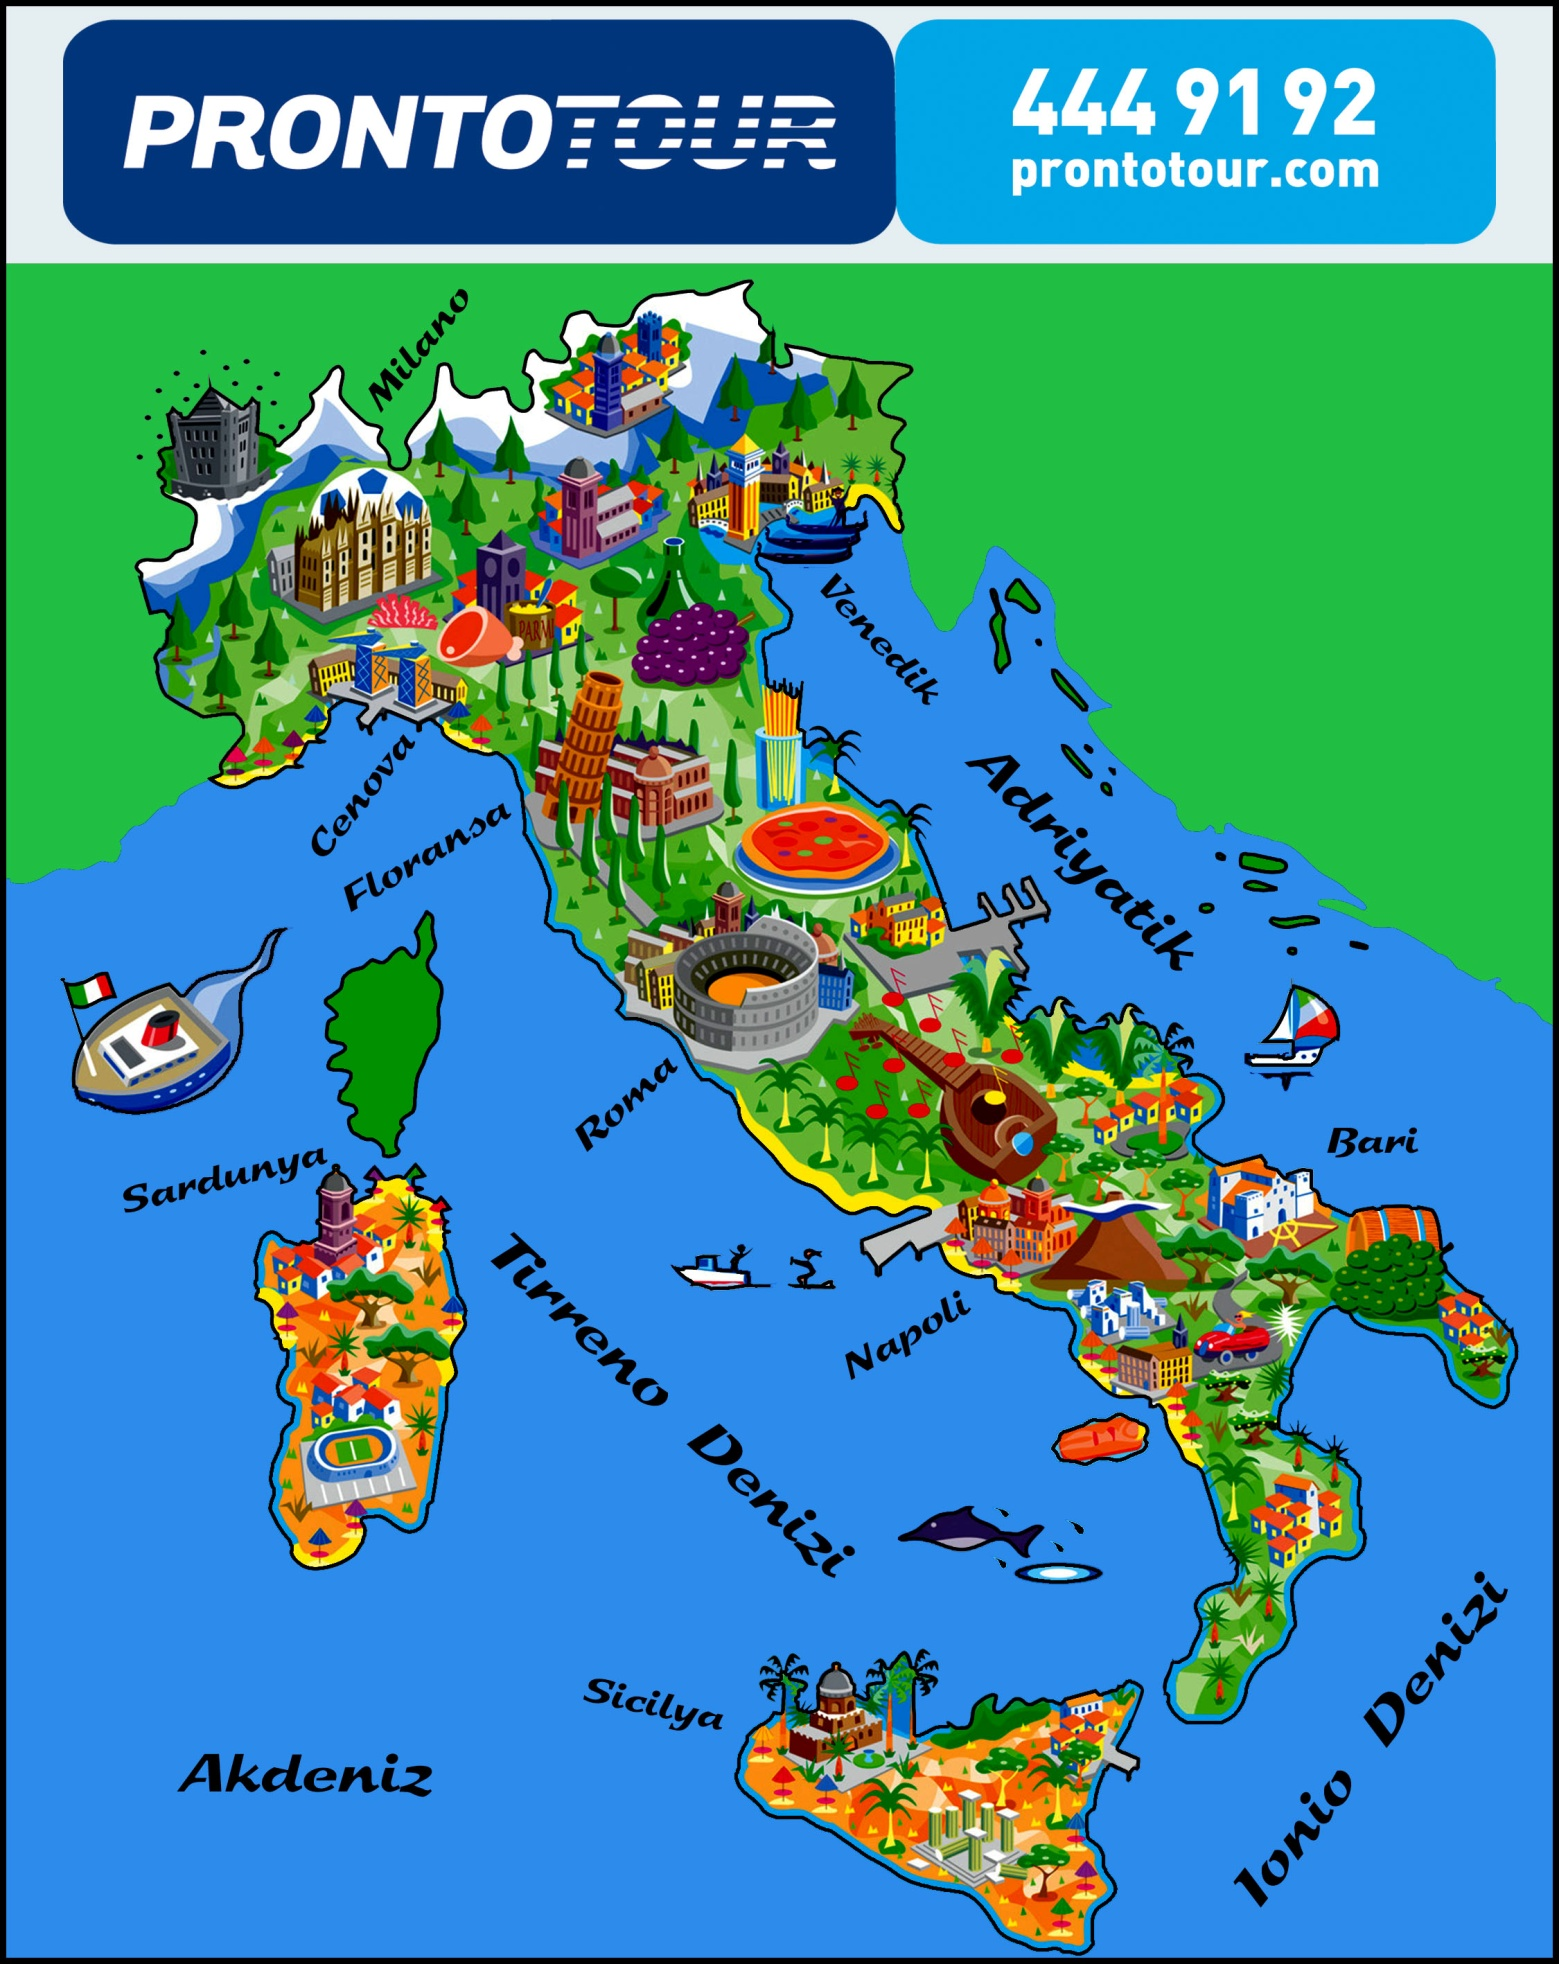 PRONTOTOUR
444 91 92
prontotour.com
Milano
Venedik
PARMI
Cenova
Floransa
Adriyatik
Roma
Bari
Sardunya
Tirreno Denizi
Napoli
Sicilya
Akdeniz
Ionio Denizi